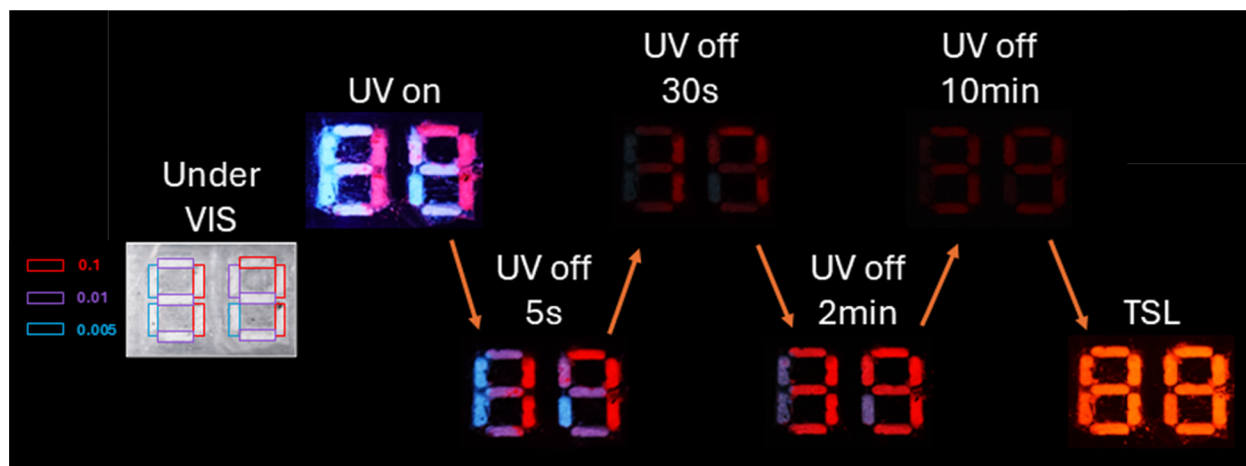 Under
VIS
0.1
0.01
0.005
UV on
UV off
5s
UV off
30s
UV off
2min
UV off
10min
TSL